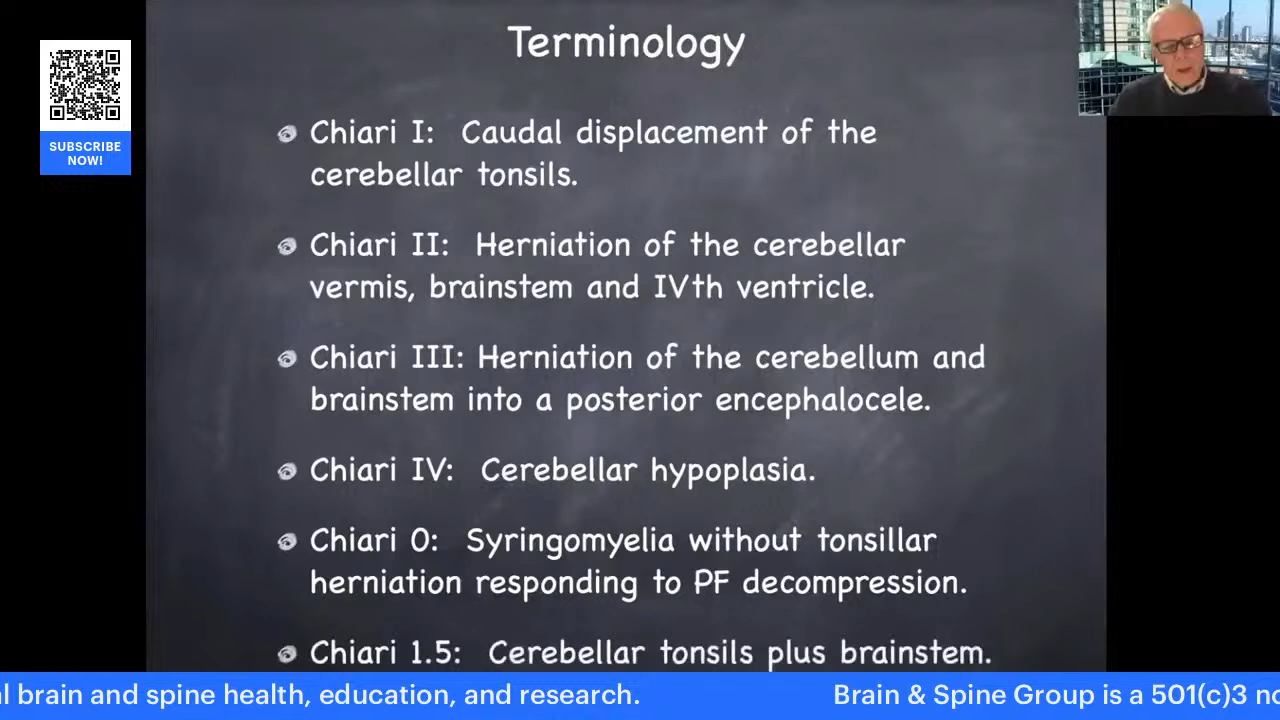 Terminology
SUBSCRIBE
NOW!
Chiari I: Caudal displacement of the
cerebellar tonsils.
Chiari II: Herniation of the cerebellar
vermis, brainstem and IVth ventricle.
Chiari III: Herniation of the cerebellum and
brainstem into a posterior encephalocele.
Chiari IV: Cerebellar hypoplasia.
Chiari 0: Syringomyelia without tonsillar
herniation responding to PF decompression.
Chiari 1.5: Cerebellar tonsils plus brainstem.
l brain and spine health, education, and research. Brain & Spine Group is a 501(c)3 no